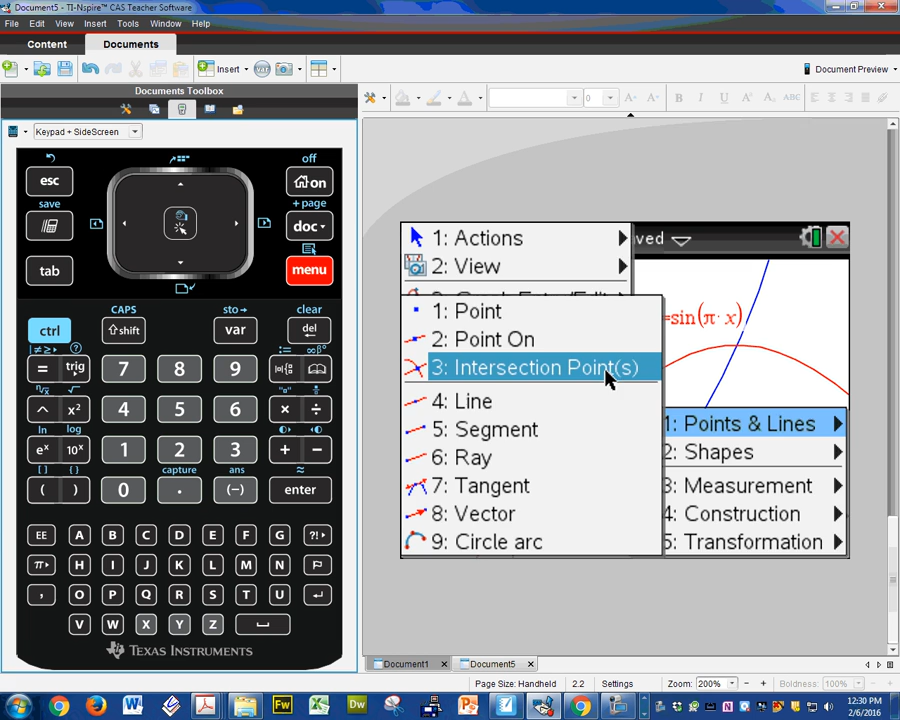 Document5 - TI-Nspire™ CAS Teacher Software
File Edit View Insert Tools Window Help
Content Documents
Insert
Document Preview
Documents Toolbox
Keypad + SideScreen
0
B I U
ABC
off
esc
on
save
+ page
doc
tab
menu
CAPS
sto→
clear
ctrl
⇧shift
var
del
= trig 7 8 9
^ x² 4 5 6 × ÷
ln log
eˣ 10ˣ 1 2 3 + −
[ ] { } capture ans ≈
( ) 0 . (−) enter
EE A B C D E F ?!▸
π▸ H I J K L M N
, O P Q R S T U
V W X Y Z
TEXAS INSTRUMENTS
1: Actions
2: View
ved
1: Point
2: Point On
3: Intersection Point(s)
4: Line
5: Segment
6: Ray
7: Tangent
8: Vector
9: Circle arc
=sin(π·x)
1: Points & Lines
2: Shapes
3: Measurement
4: Construction
5: Transformation
Document1 Document5
Page Size: Handheld 2.2 Settings Zoom: 200% Boldness: 100%
Fw Dw
12:30 PM
2/6/2016